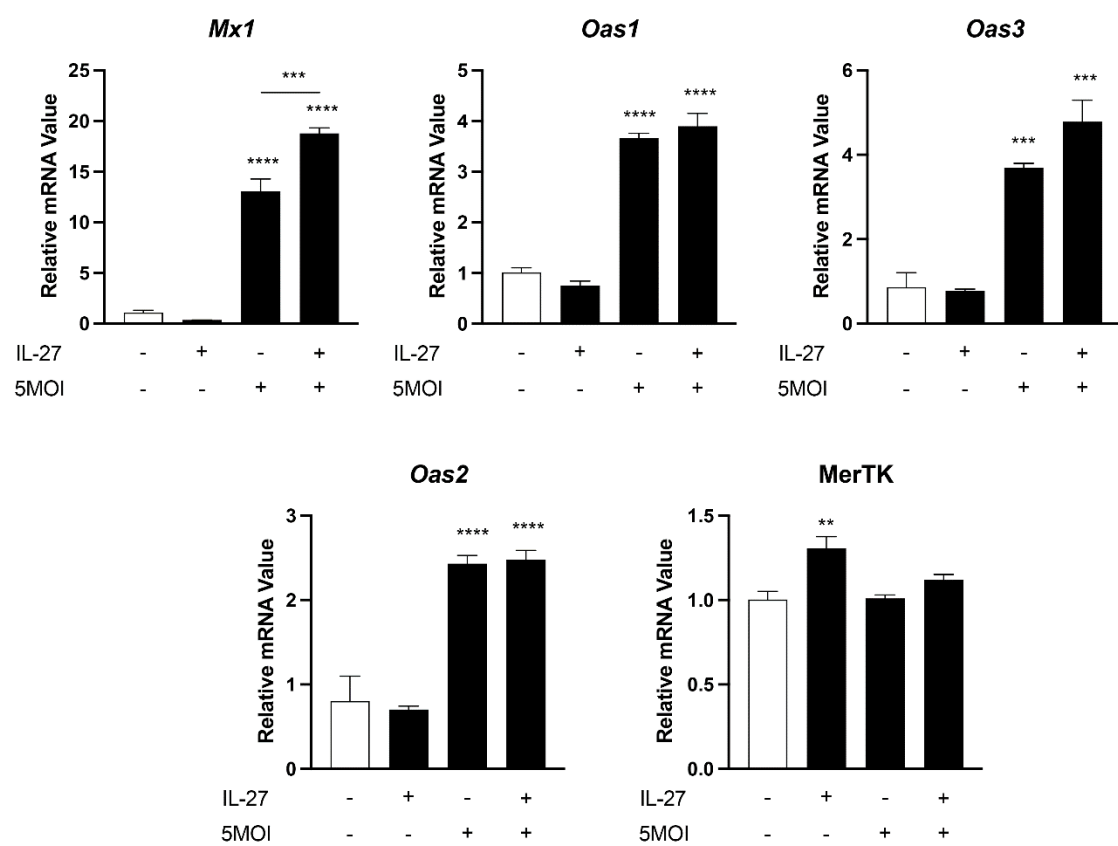 Mx1
Relative mRNA Value
25
20
15
10
5
0
***
****
****
IL-27 - + - +
5MOI - - + +
Oas1
Relative mRNA Value
5
4
3
2
1
0
****
****
IL-27 - + - +
5MOI - - + +
Oas3
Relative mRNA Value
6
4
2
0
***
***
IL-27 - + - +
5MOI - - + +
Oas2
Relative mRNA Value
3
2
1
0
****
****
IL-27 - + - +
5MOI - - + +
MerTK
Relative mRNA Value
1.5
1.0
0.5
0.0
**
IL-27 - + - +
5MOI - - + +